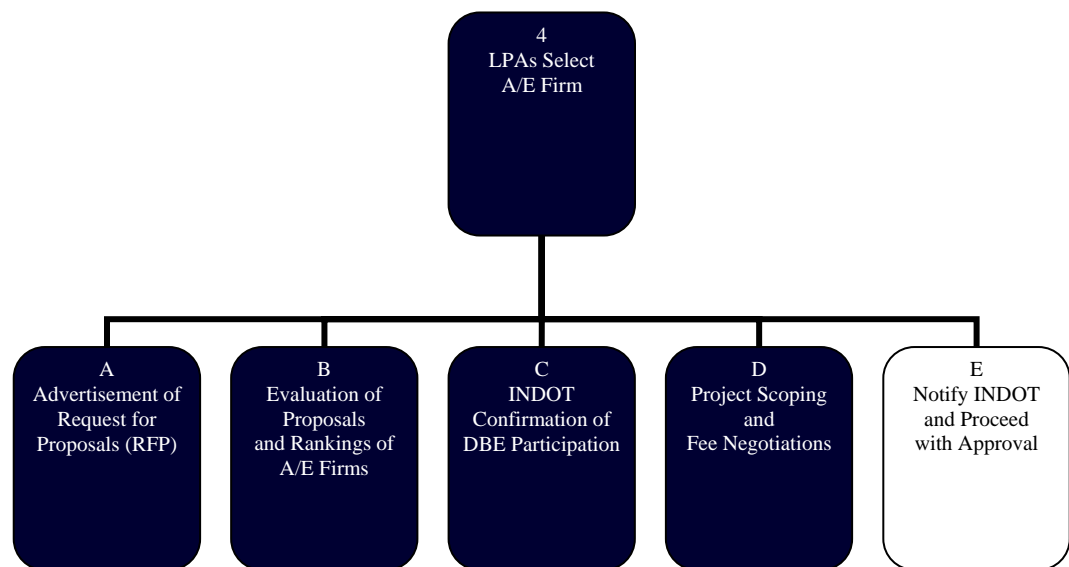 4
LPAs Select
A/E Firm
A
Advertisement of
Request for
Proposals (RFP)
B
Evaluation of
Proposals
and Rankings of
A/E Firms
C
INDOT
Confirmation of
DBE Participation
D
Project Scoping
and
Fee Negotiations
E
Notify INDOT
and Proceed
with Approval